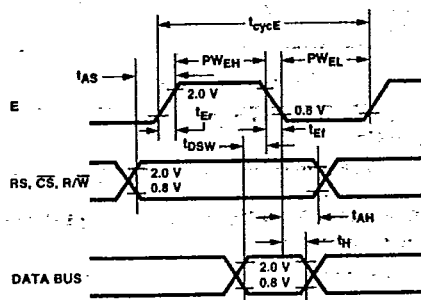 tcycE
PWEH
PWEL
tAS
2.0 V
0.8 V
E
tEr
tEf
tDSW
RS, C̅S̅, R/W̅
2.0 V
0.8 V
tAH
tH
2.0 V
0.8 V
DATA BUS